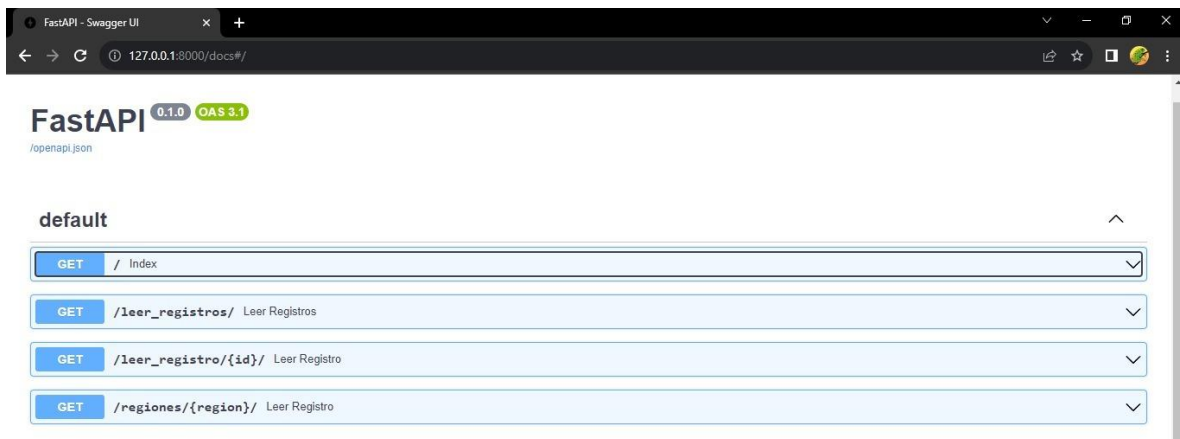 FastAPI - Swagger UI
127.0.0.1:8000/docs#/
FastAPI 0.1.0 OAS 3.1
/openapi.json
default
GET / Index
GET /leer_registros/ Leer Registros
GET /leer_registro/{id}/ Leer Registro
GET /regiones/{region}/ Leer Registro